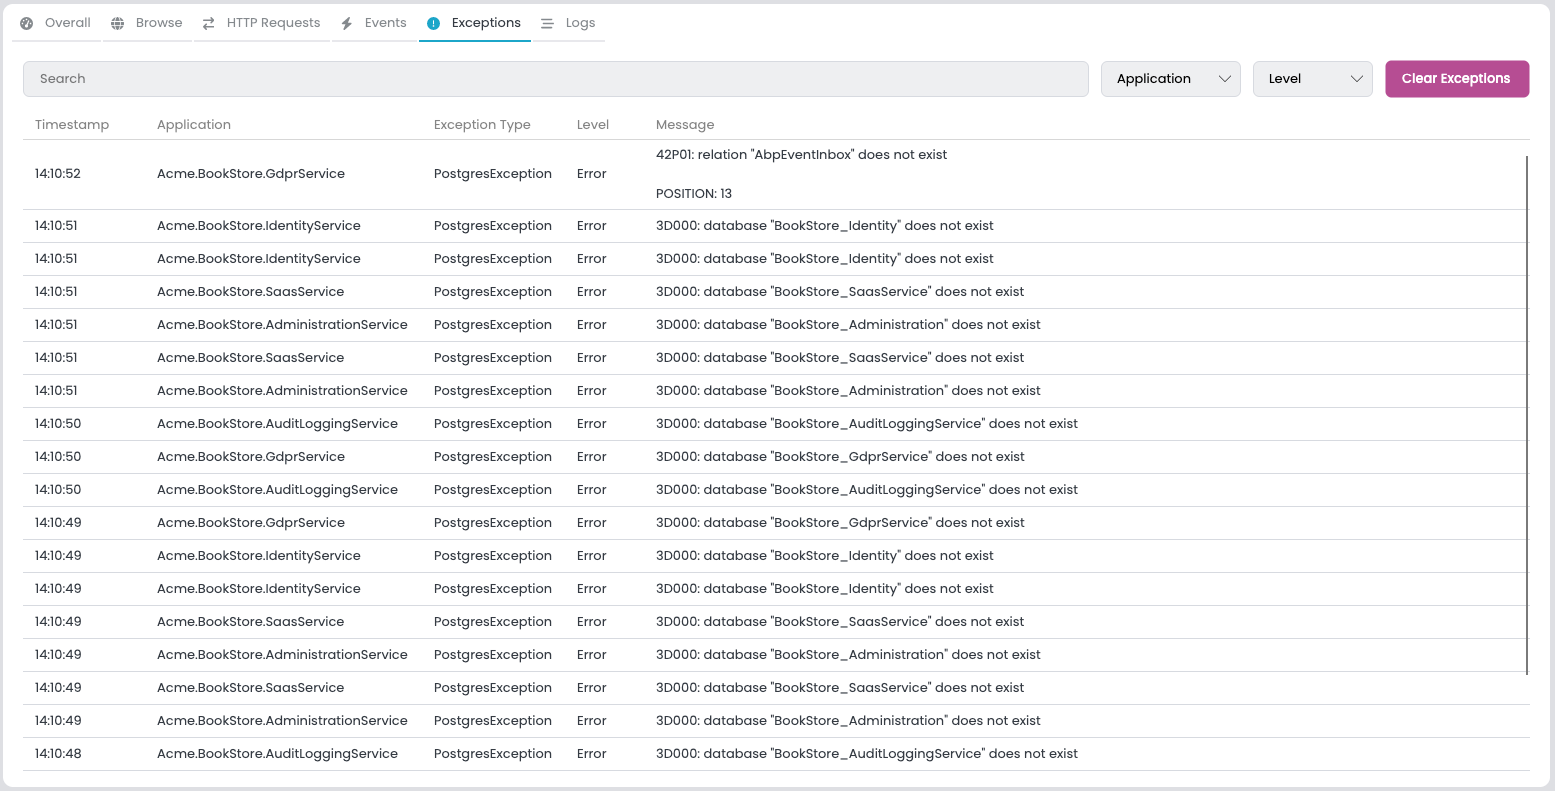 Overall Browse HTTP Requests Events Exceptions Logs
Search Application Level Clear Exceptions
Timestamp Application Exception Type Level Message
14:10:52 Acme.BookStore.GdprService PostgresException Error 42P01: relation "AbpEventInbox" does not exist
POSITION: 13
14:10:51 Acme.BookStore.IdentityService PostgresException Error 3D000: database "BookStore_Identity" does not exist
14:10:51 Acme.BookStore.IdentityService PostgresException Error 3D000: database "BookStore_Identity" does not exist
14:10:51 Acme.BookStore.SaasService PostgresException Error 3D000: database "BookStore_SaasService" does not exist
14:10:51 Acme.BookStore.AdministrationService PostgresException Error 3D000: database "BookStore_Administration" does not exist
14:10:51 Acme.BookStore.SaasService PostgresException Error 3D000: database "BookStore_SaasService" does not exist
14:10:51 Acme.BookStore.AdministrationService PostgresException Error 3D000: database "BookStore_Administration" does not exist
14:10:50 Acme.BookStore.AuditLoggingService PostgresException Error 3D000: database "BookStore_AuditLoggingService" does not exist
14:10:50 Acme.BookStore.GdprService PostgresException Error 3D000: database "BookStore_GdprService" does not exist
14:10:50 Acme.BookStore.AuditLoggingService PostgresException Error 3D000: database "BookStore_AuditLoggingService" does not exist
14:10:49 Acme.BookStore.GdprService PostgresException Error 3D000: database "BookStore_GdprService" does not exist
14:10:49 Acme.BookStore.IdentityService PostgresException Error 3D000: database "BookStore_Identity" does not exist
14:10:49 Acme.BookStore.IdentityService PostgresException Error 3D000: database "BookStore_Identity" does not exist
14:10:49 Acme.BookStore.SaasService PostgresException Error 3D000: database "BookStore_SaasService" does not exist
14:10:49 Acme.BookStore.AdministrationService PostgresException Error 3D000: database "BookStore_Administration" does not exist
14:10:49 Acme.BookStore.SaasService PostgresException Error 3D000: database "BookStore_SaasService" does not exist
14:10:49 Acme.BookStore.AdministrationService PostgresException Error 3D000: database "BookStore_Administration" does not exist
14:10:48 Acme.BookStore.AuditLoggingService PostgresException Error 3D000: database "BookStore_AuditLoggingService" does not exist